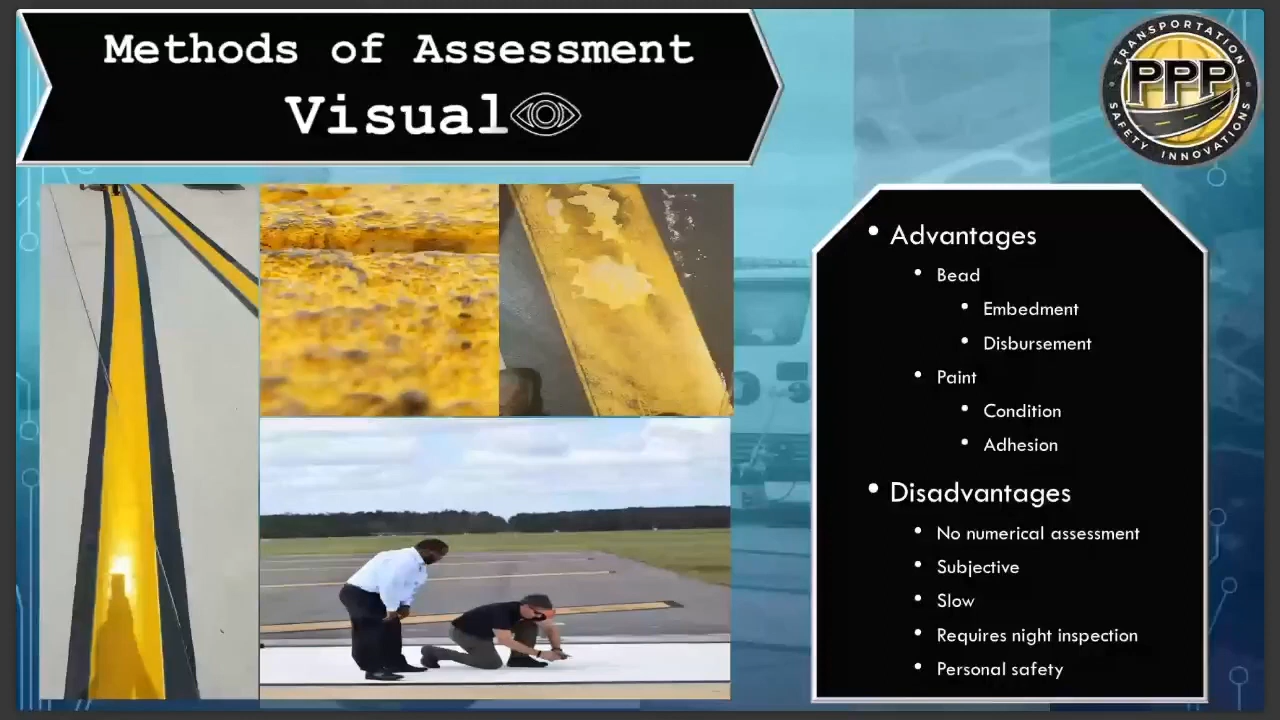 Methods of Assessment
Visual
TRANSPORTATION
PPP
SAFETY INNOVATIONS
• Advantages
• Bead
• Embedment
• Disbursement
• Paint
• Condition
• Adhesion
• Disadvantages
• No numerical assessment
• Subjective
• Slow
• Requires night inspection
• Personal safety